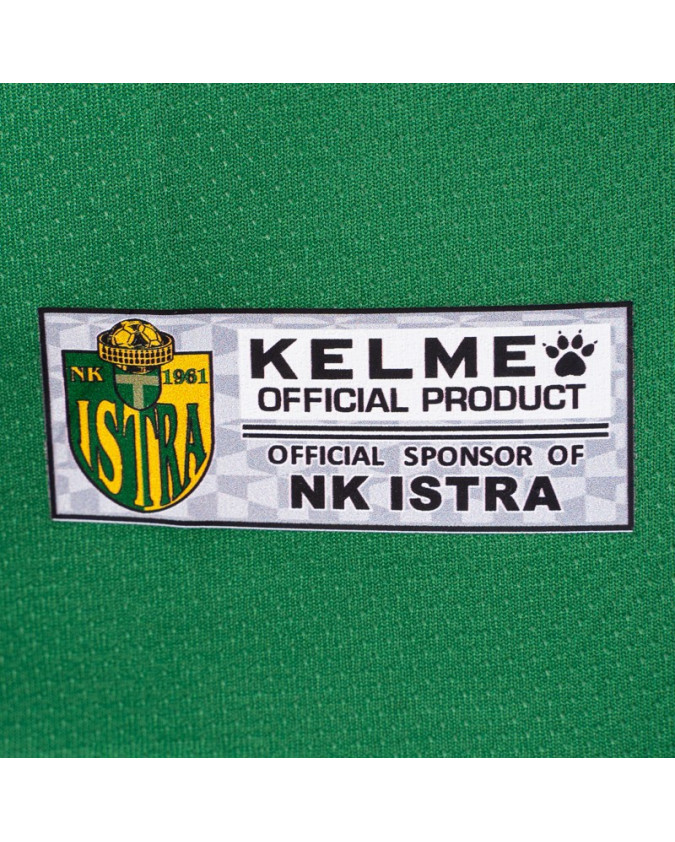 NK 1961
ISTRA
KELME
OFFICIAL PRODUCT
OFFICIAL SPONSOR OF
NK ISTRA